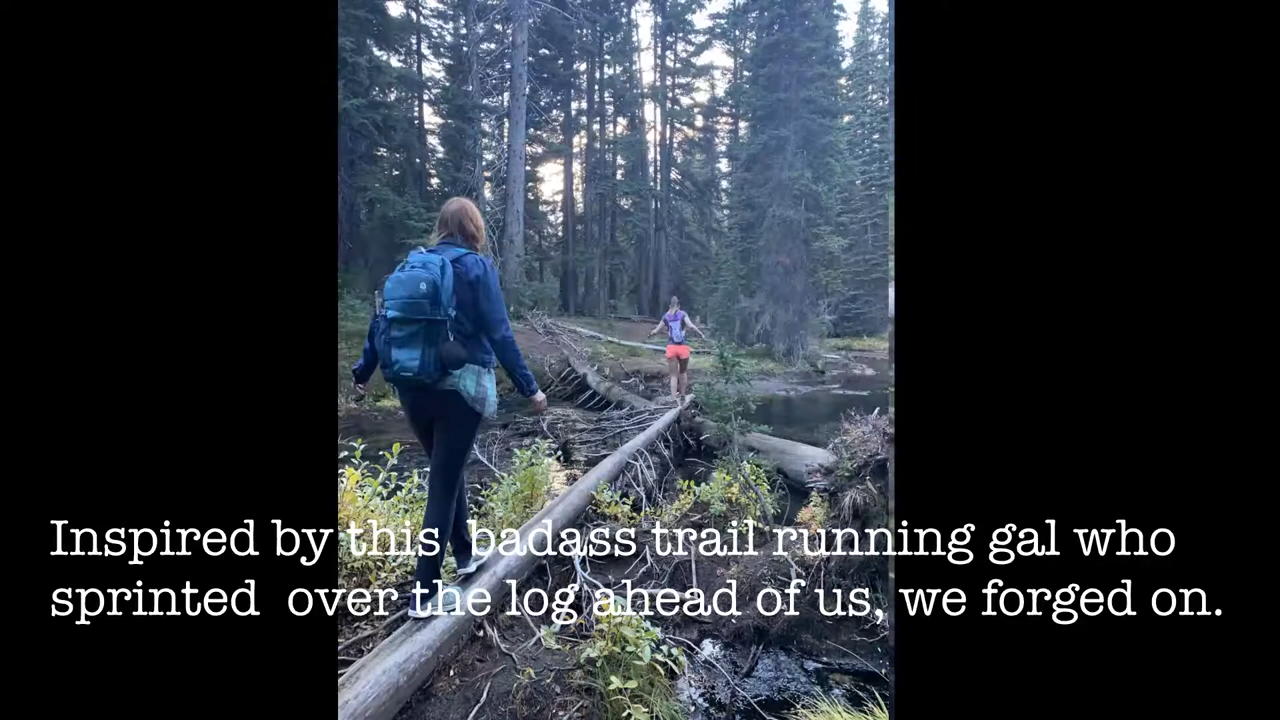 Inspired by this  badass trail running gal who
sprinted  over the log ahead of us, we forged on.